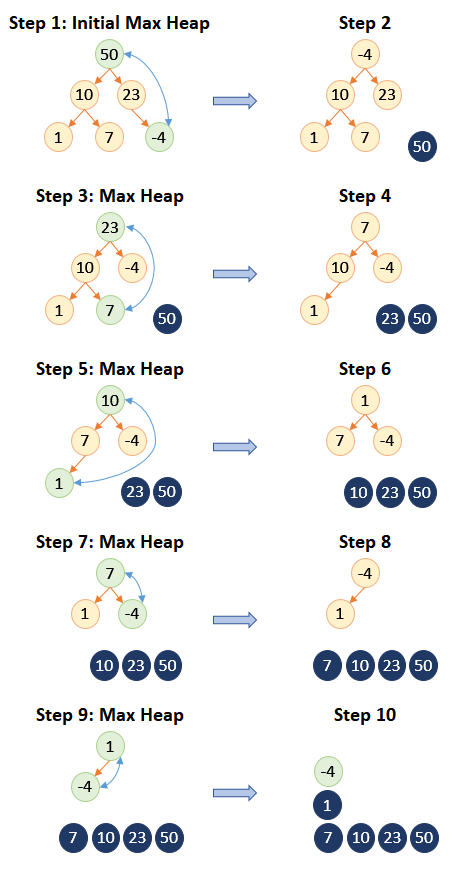 Step 1: Initial Max Heap
50
10 23
1 7 -4
Step 2
-4
10 23
1 7
50
Step 3: Max Heap
23
10 -4
1 7
50
Step 4
7
10 -4
1
23 50
Step 5: Max Heap
10
7 -4
1
23 50
Step 6
1
7 -4
10 23 50
Step 7: Max Heap
7
1 -4
10 23 50
Step 8
-4
1
7 10 23 50
Step 9: Max Heap
1
-4
7 10 23 50
Step 10
-4
1
7 10 23 50